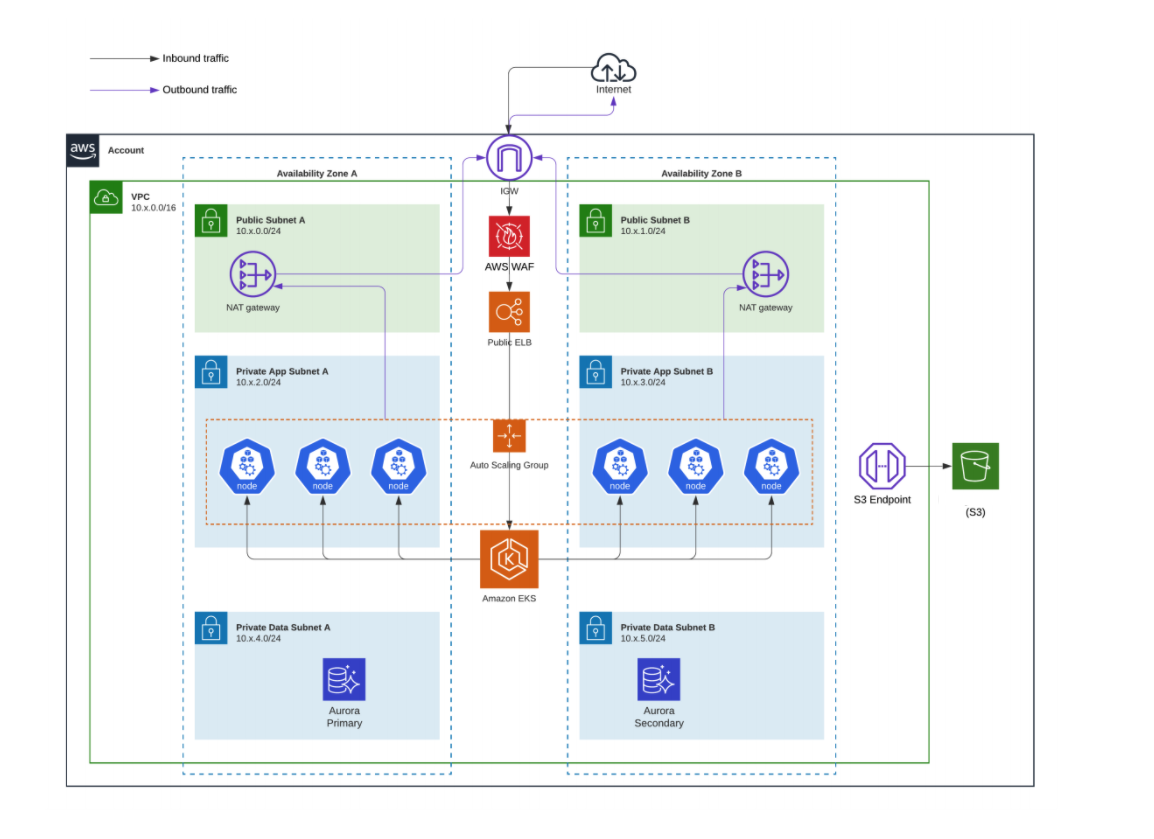 Inbound traffic
Outbound traffic
Internet
aws
Account
Availability Zone A
Availability Zone B
IGW
VPC
10.x.0.0/16
Public Subnet A
10.x.0.0/24
Public Subnet B
10.x.1.0/24
AWS WAF
NAT gateway
NAT gateway
Public ELB
Private App Subnet A
10.x.2.0/24
Private App Subnet B
10.x.3.0/24
Auto Scaling Group
node
node
node
node
node
node
S3 Endpoint
(S3)
K
Amazon EKS
Private Data Subnet A
10.x.4.0/24
Private Data Subnet B
10.x.5.0/24
Aurora
Primary
Aurora
Secondary